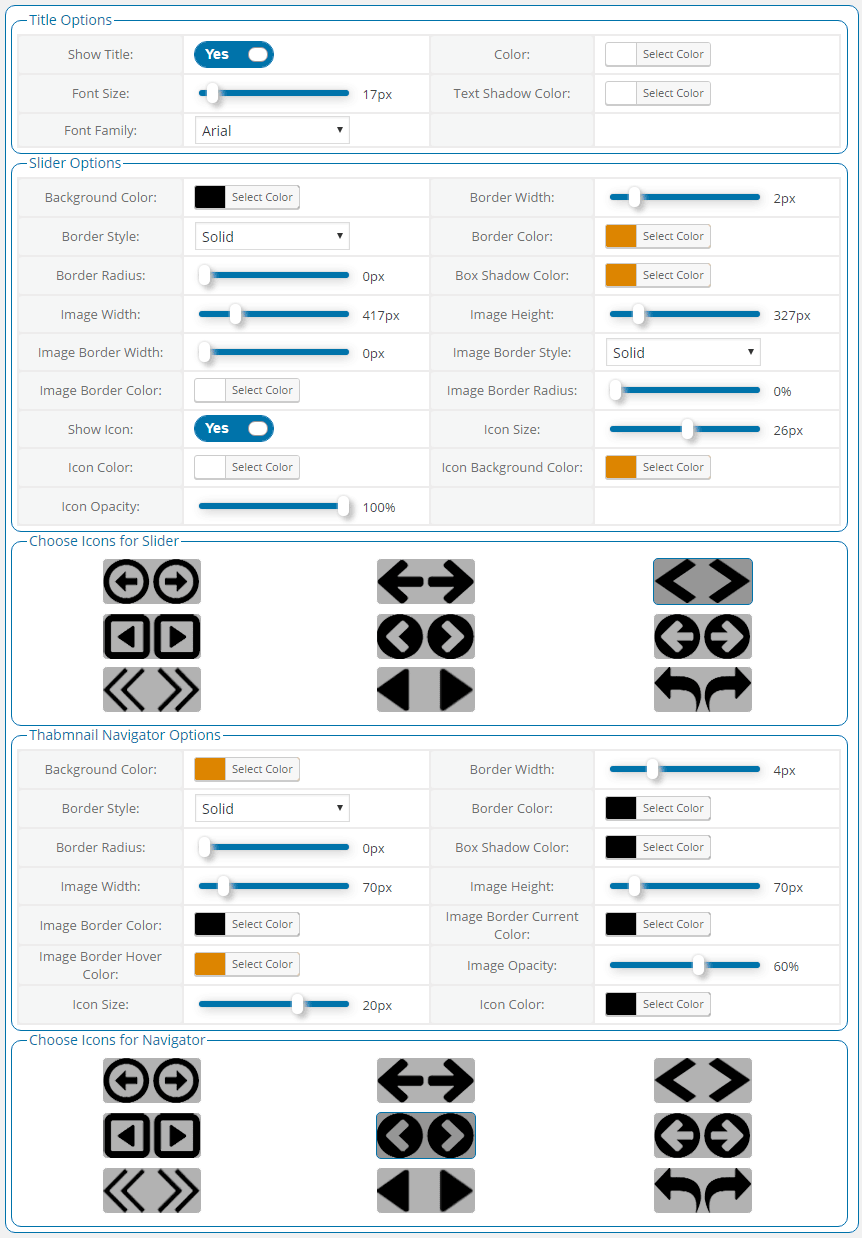 Title Options
Show Title: Yes Color: Select Color
Font Size: 17px Text Shadow Color: Select Color
Font Family: Arial
Slider Options
Background Color: Select Color Border Width: 2px
Border Style: Solid Border Color: Select Color
Border Radius: 0px Box Shadow Color: Select Color
Image Width: 417px Image Height: 327px
Image Border Width: 0px Image Border Style: Solid
Image Border Color: Select Color Image Border Radius: 0%
Show Icon: Yes Icon Size: 26px
Icon Color: Select Color Icon Background Color: Select Color
Icon Opacity: 100%
Choose Icons for Slider
Thabmnail Navigator Options
Background Color: Select Color Border Width: 4px
Border Style: Solid Border Color: Select Color
Border Radius: 0px Box Shadow Color: Select Color
Image Width: 70px Image Height: 70px
Image Border Color: Select Color Image Border Current
Color: Select Color
Image Border Hover
Color: Select Color Image Opacity: 60%
Icon Size: 20px Icon Color: Select Color
Choose Icons for Navigator